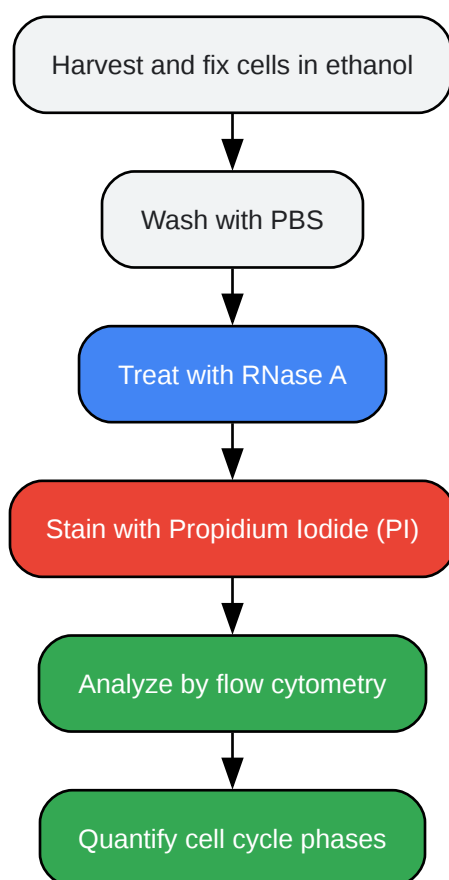 Harvest and fix cells in ethanol
Wash with PBS
Treat with RNase A
Stain with Propidium Iodide (PI)
Analyze by flow cytometry
Quantify cell cycle phases